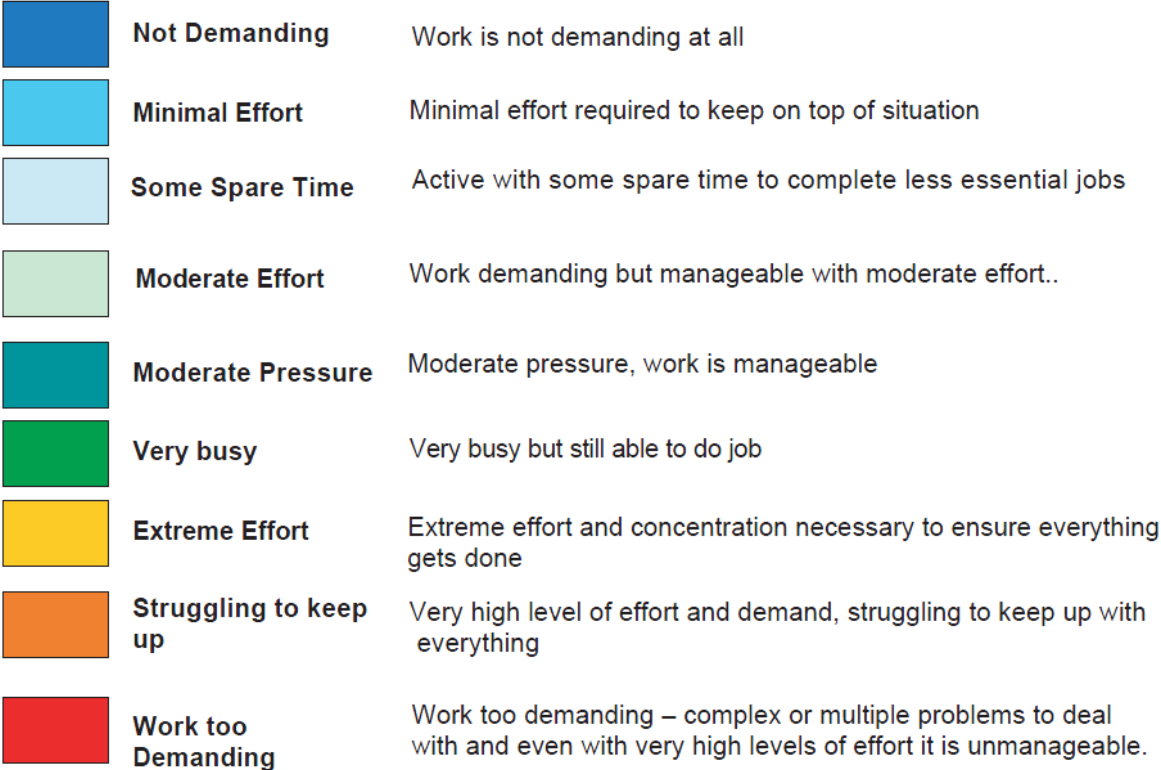 Not Demanding Work is not demanding at all
Minimal Effort Minimal effort required to keep on top of situation
Some Spare Time Active with some spare time to complete less essential jobs
Moderate Effort Work demanding but manageable with moderate effort..
Moderate Pressure Moderate pressure, work is manageable
Very busy Very busy but still able to do job
Extreme Effort Extreme effort and concentration necessary to ensure everything
gets done
Struggling to keep
up
Very high level of effort and demand, struggling to keep up with
everything
Work too
Demanding
Work too demanding – complex or multiple problems to deal
with and even with very high levels of effort it is unmanageable.